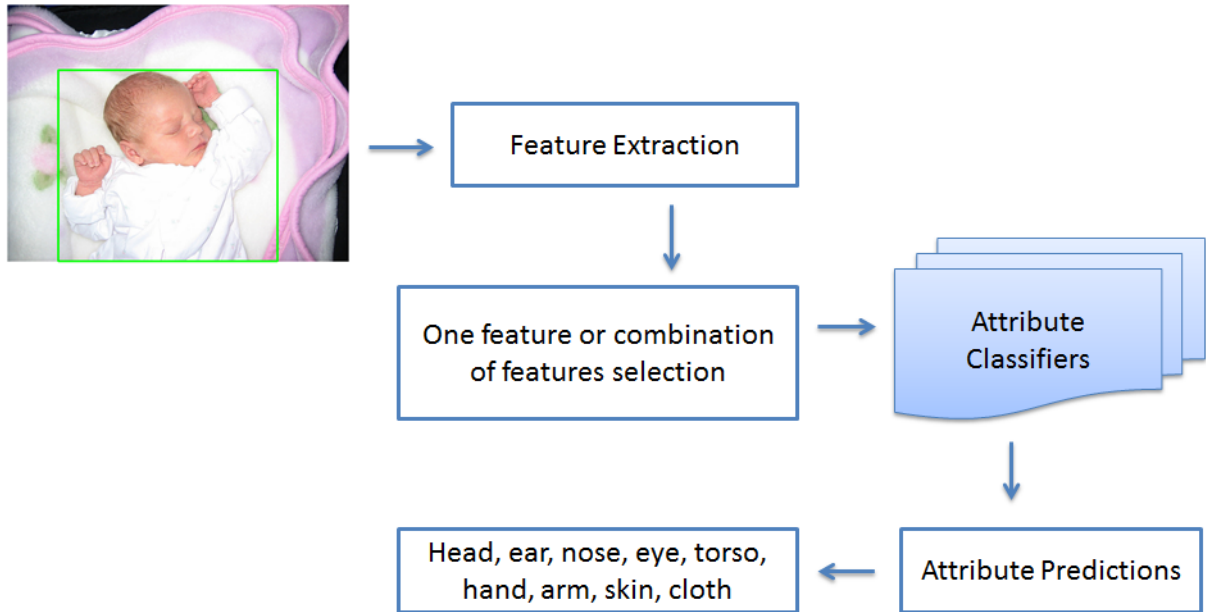 Feature Extraction
One feature or combination
of features selection
Attribute
Classifiers
Attribute Predictions
Head, ear, nose, eye, torso,
hand, arm, skin, cloth